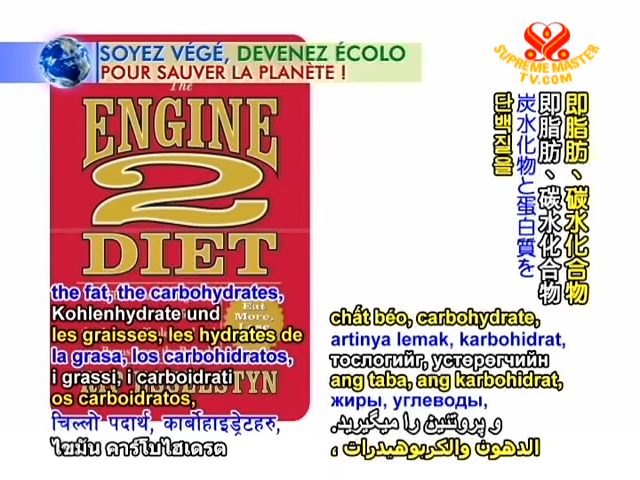 SOYEZ VÉGÉ, DEVENEZ ÉCOLO
POUR SAUVER LA PLANÈTE !
SUPREME MASTER
TV.COM
The
ENGINE
2
DIET
Eat
More,
the fat, the carbohydrates,
Kohlenhydrate und
les graisses, les hydrates de
la grasa, los carbohidratos,
i grassi, i carboidrati
os carboidratos,
चिल्लो पदार्थ, कार्बोहाइड्रेटहरु,
ไขมัน คาร์โบไฮเดรต
chất béo, carbohydrate,
artinya lemak, karbohidrat,
тослогийг, устөрөгчийн
ang taba, ang karbohidrat,
жиры, углеводы,
و پروتئین را میگیرید.
الدهون والكربوهيدرات ،
即脂肪、碳水化合物
即脂肪、碳水化合物
炭水化物と蛋白質を
단백질을